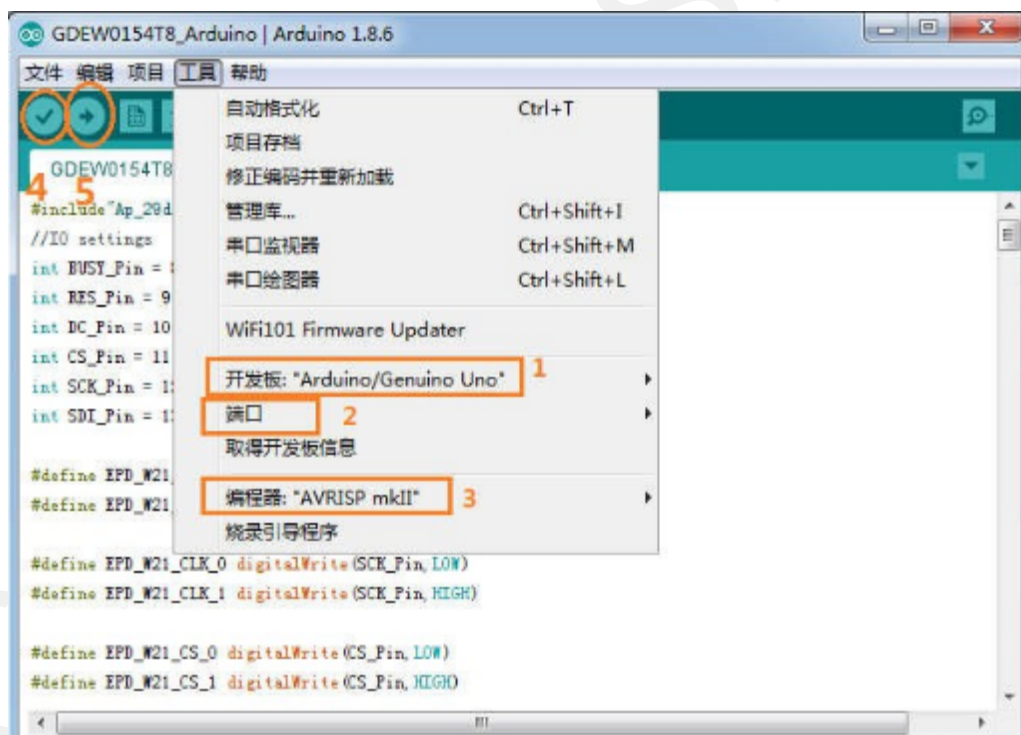 GDEW0154T8_Arduino | Arduino 1.8.6
文件 编辑 项目 工具 帮助
自动格式化 Ctrl+T
项目存档
GDEW0154T8 修正编码并重新加载
4 5
#include"Ap_29d 管理库... Ctrl+Shift+I
//IO settings 串口监视器 Ctrl+Shift+M
int BUSY_Pin = 串口绘图器 Ctrl+Shift+L
int RES_Pin = 9
int DC_Pin = 10 WiFi101 Firmware Updater
int CS_Pin = 11
int SCK_Pin = 1 开发板: "Arduino/Genuino Uno" 1
int SDI_Pin = 1 端口 2
取得开发板信息
#define EPD_W21_
编程器: "AVRISP mkII" 3
#define EPD_W21_
烧录引导程序
#define EPD_W21_CLK_0 digitalWrite(SCK_Pin,LOW)
#define EPD_W21_CLK_1 digitalWrite(SCK_Pin,HIGH)
#define EPD_W21_CS_0 digitalWrite(CS_Pin,LOW)
#define EPD_W21_CS_1 digitalWrite(CS_Pin,HIGH)